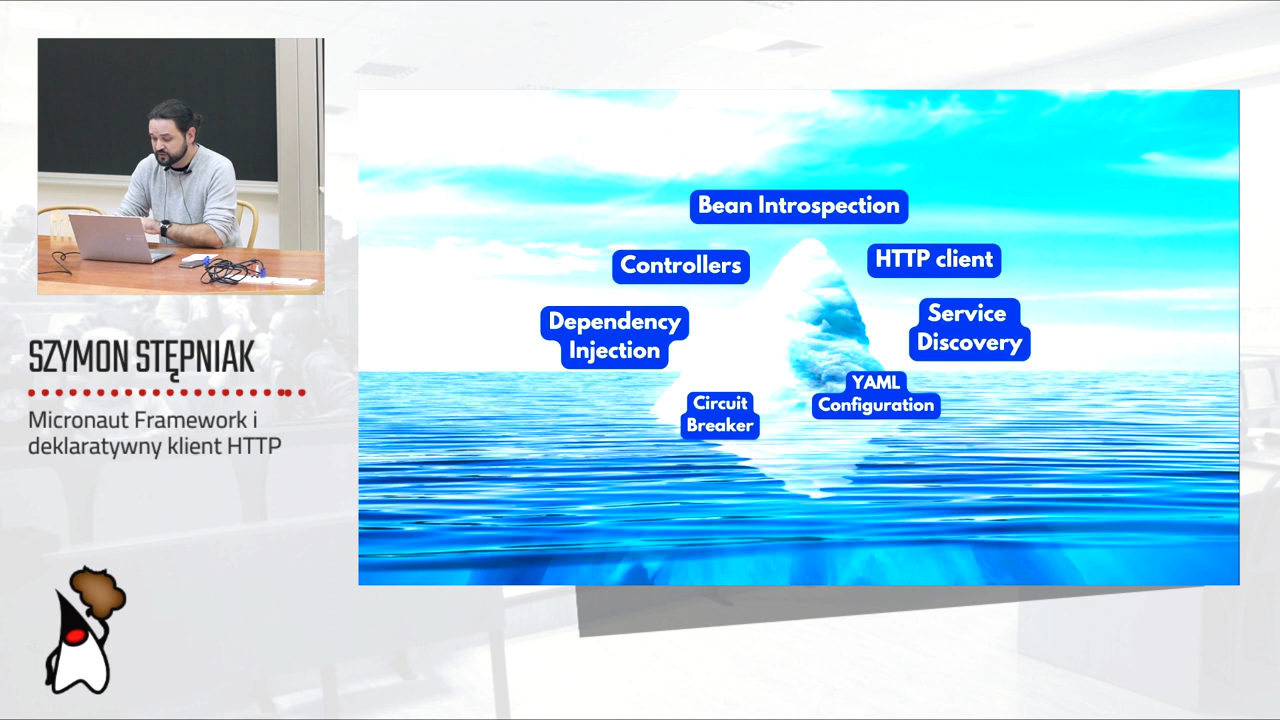 SZYMON STĘPNIAK
Micronaut Framework i
deklaratywny klient HTTP
Bean Introspection
Controllers
HTTP client
Dependency
Injection
Service
Discovery
Circuit
Breaker
YAML
Configuration